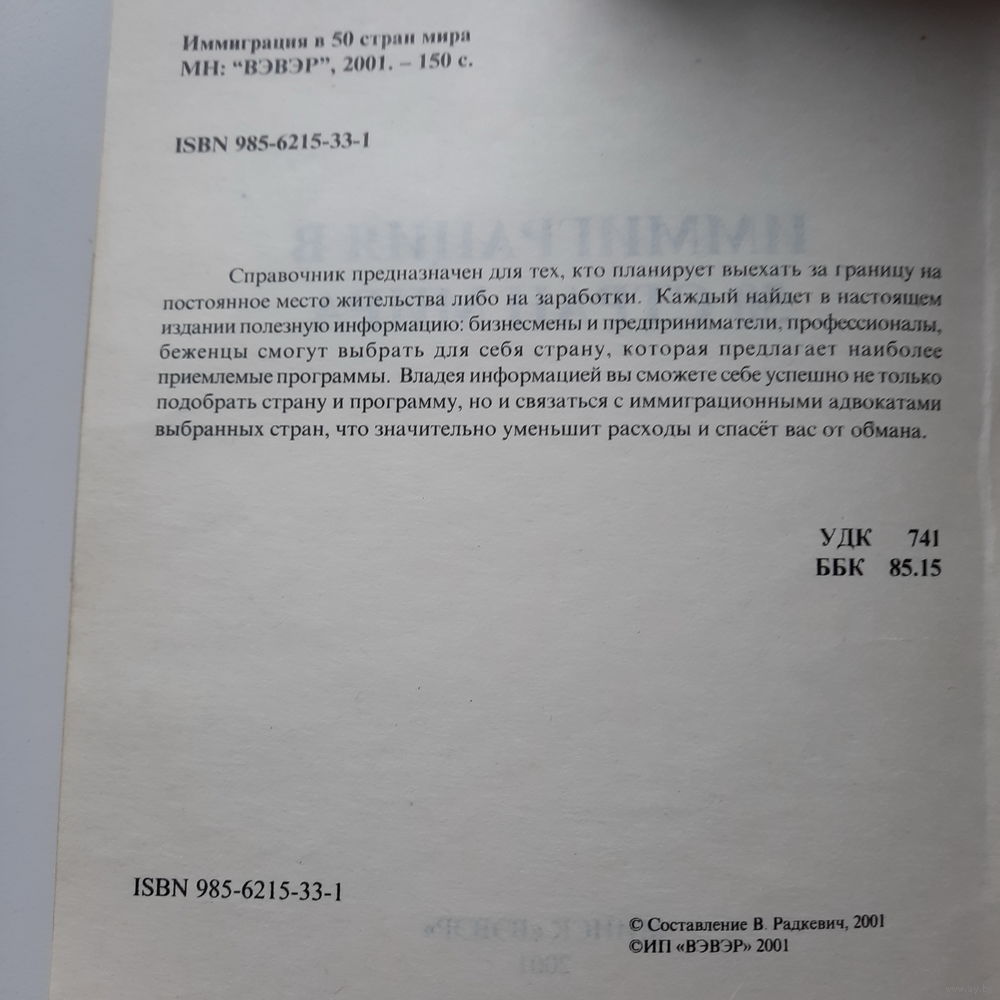 Иммиграция в 50 стран мира
МН: “ВЭВЭР”, 2001. – 150 с.
ISBN 985-6215-33-1
Справочник предназначен для тех, кто планирует выехать за границу на
постоянное место жительства либо на заработки. Каждый найдет в настоящем
издании полезную информацию: бизнесмены и предприниматели, профессионалы,
беженцы смогут выбрать для себя страну, которая предлагает наиболее
приемлемые программы. Владея информацией вы сможете себе успешно не только
подобрать страну и программу, но и связаться с иммиграционными адвокатами
выбранных стран, что значительно уменьшит расходы и спасёт вас от обмана.
УДК 741
ББК 85.15
ISBN 985-6215-33-1
© Составление В. Радкевич, 2001
©ИП «ВЭВЭР» 2001